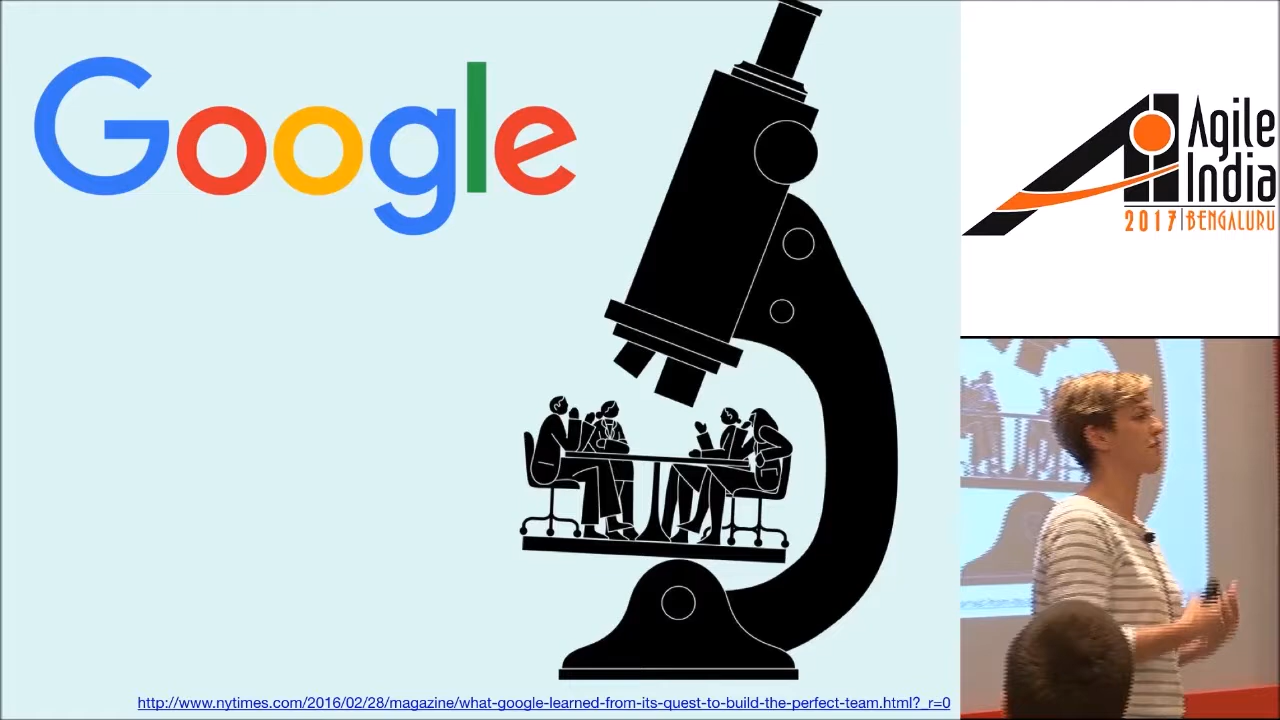 Google
Agile
India
2017 | BENGALURU
http://www.nytimes.com/2016/02/28/magazine/what-google-learned-from-its-quest-to-build-the-perfect-team.html?_r=0